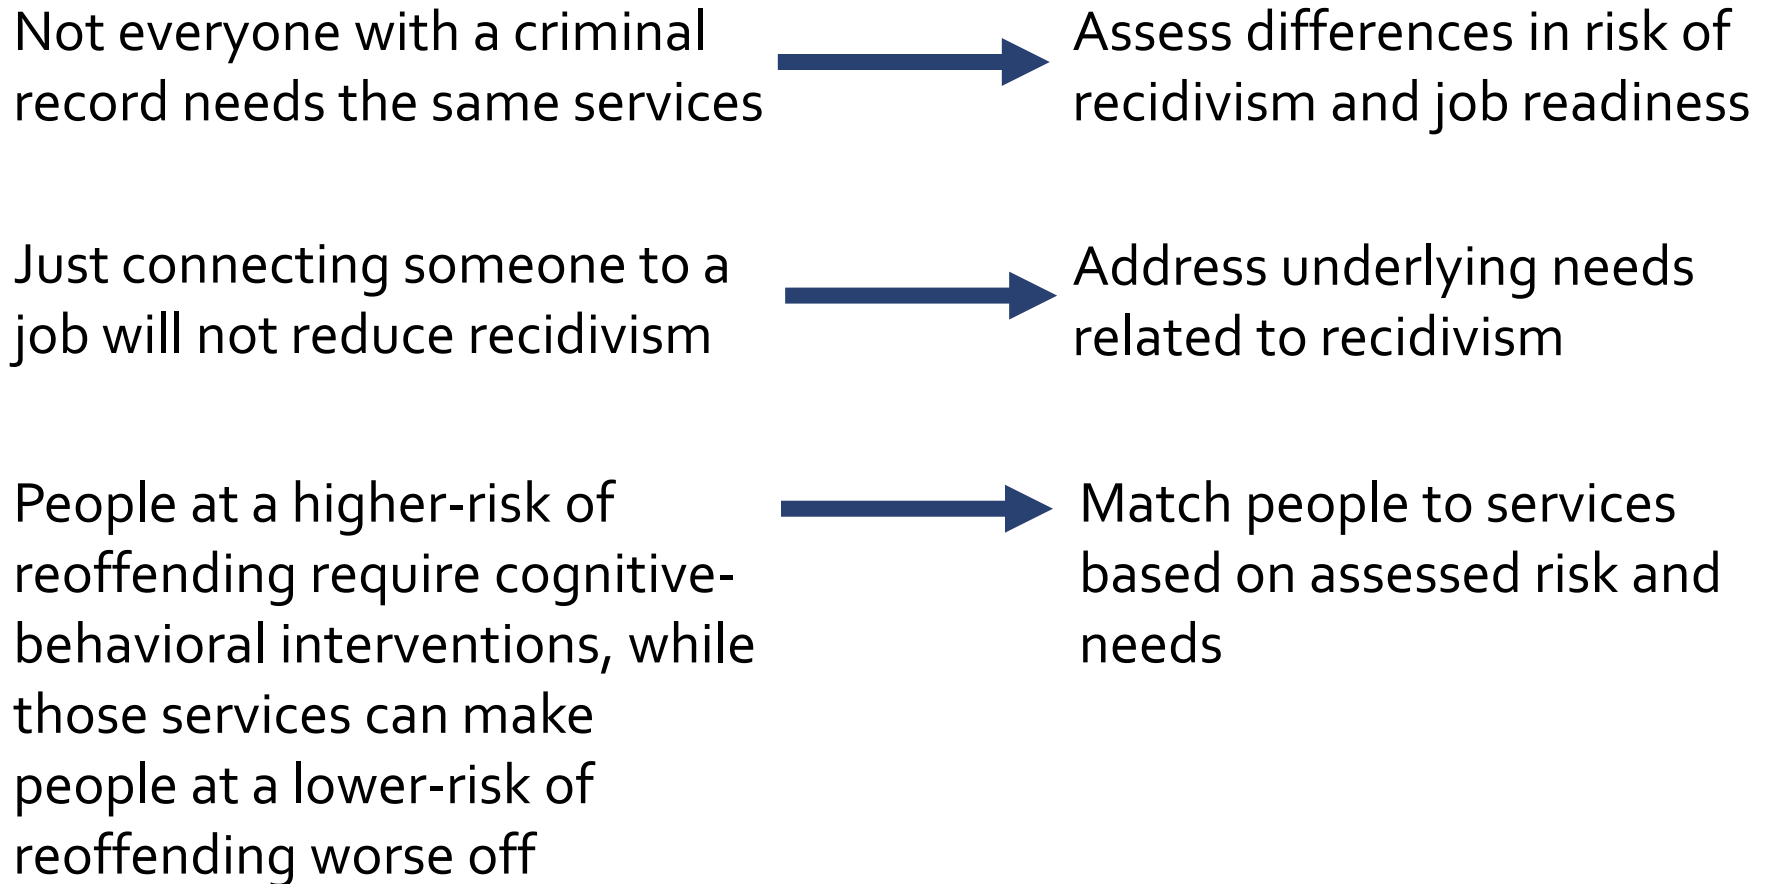 Not everyone with a criminal
record needs the same services
Assess differences in risk of
recidivism and job readiness
Just connecting someone to a
job will not reduce recidivism
Address underlying needs
related to recidivism
People at a higher-risk of
reoffending require cognitive-
behavioral interventions, while
those services can make
people at a lower-risk of
reoffending worse off
Match people to services
based on assessed risk and
needs